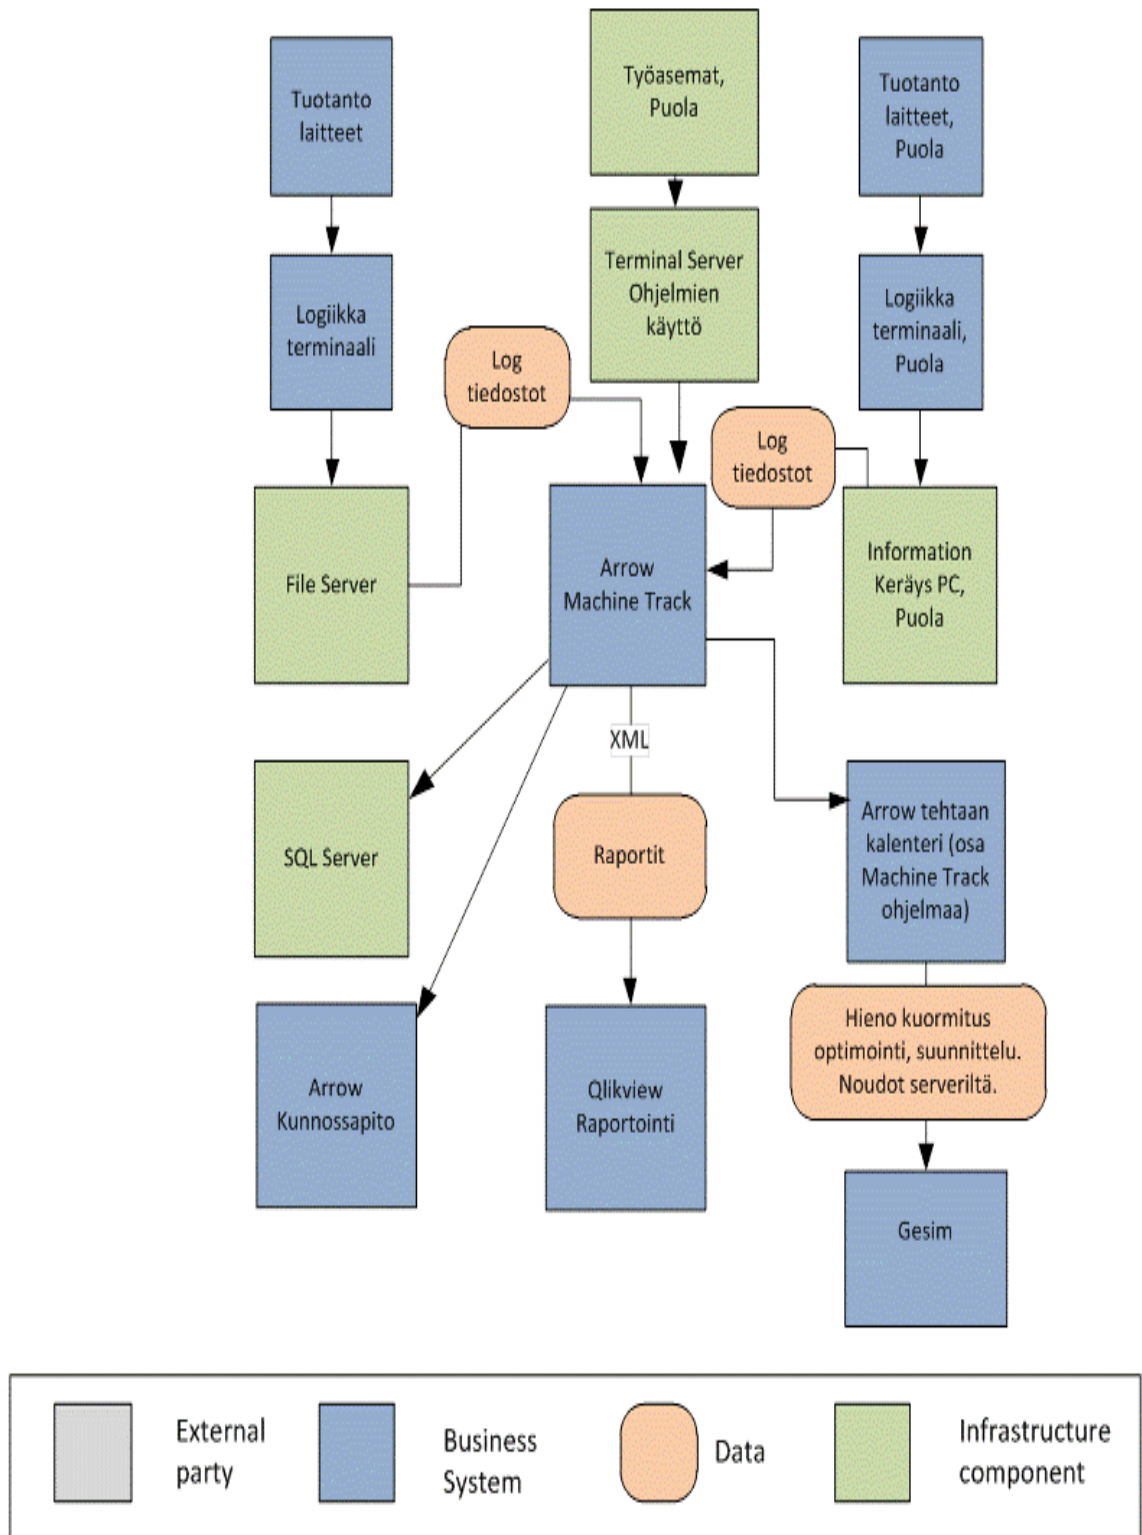 Tuotanto
laitteet
Työasemat,
Puola
Tuotanto
laitteet,
Puola
Logiikka
terminaali
Terminal Server
Ohjelmien
käyttö
Logiikka
terminaali,
Puola
Log
tiedostot
Log
tiedostot
File Server
Arrow
Machine Track
Information
Keräys PC,
Puola
XML
SQL Server
Raportit
Arrow tehtaan
kalenteri (osa
Machine Track
ohjelmaa)
Hieno kuormitus
optimointi, suunnittelu.
Noudot serveriltä.
Arrow
Kunnossapito
Qlikview
Raportointi
Gesim
External
party
Business
System
Data
Infrastructure
component